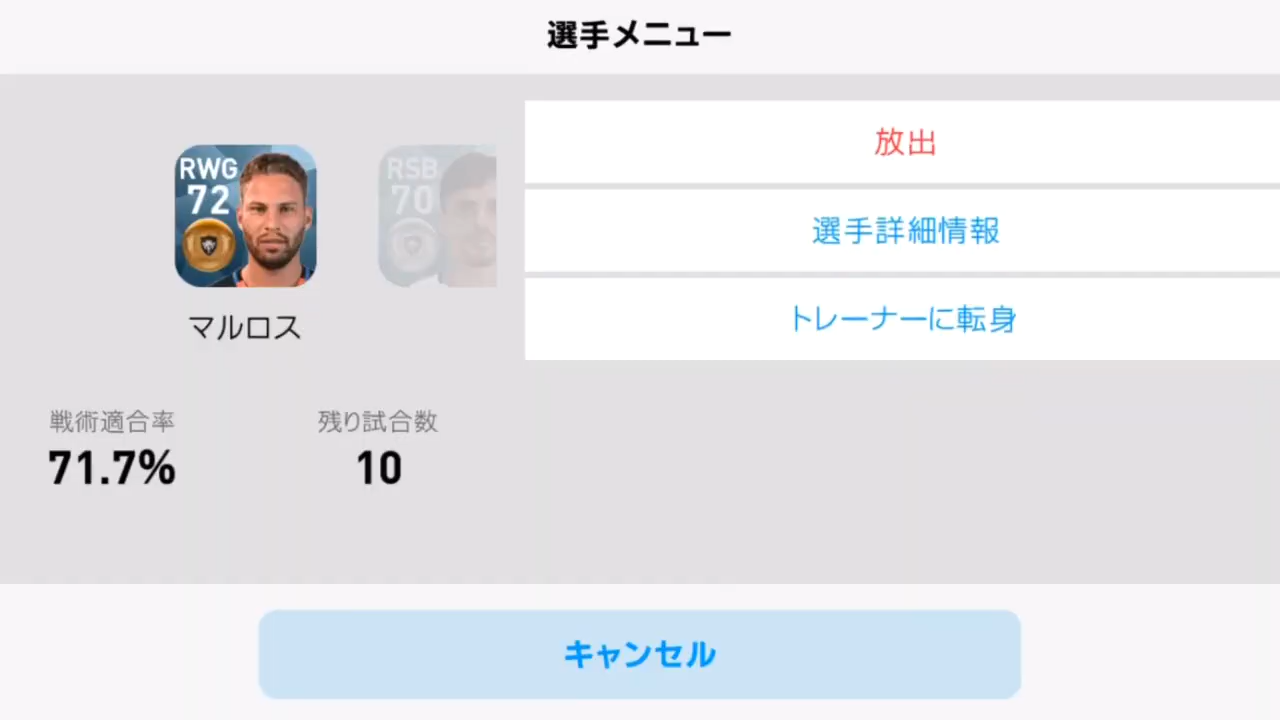 選手メニュー
RWG
72
RSB
70
マルロス
戦術適合率
71.7%
残り試合数
10
放出
選手詳細情報
トレーナーに転身
キャンセル